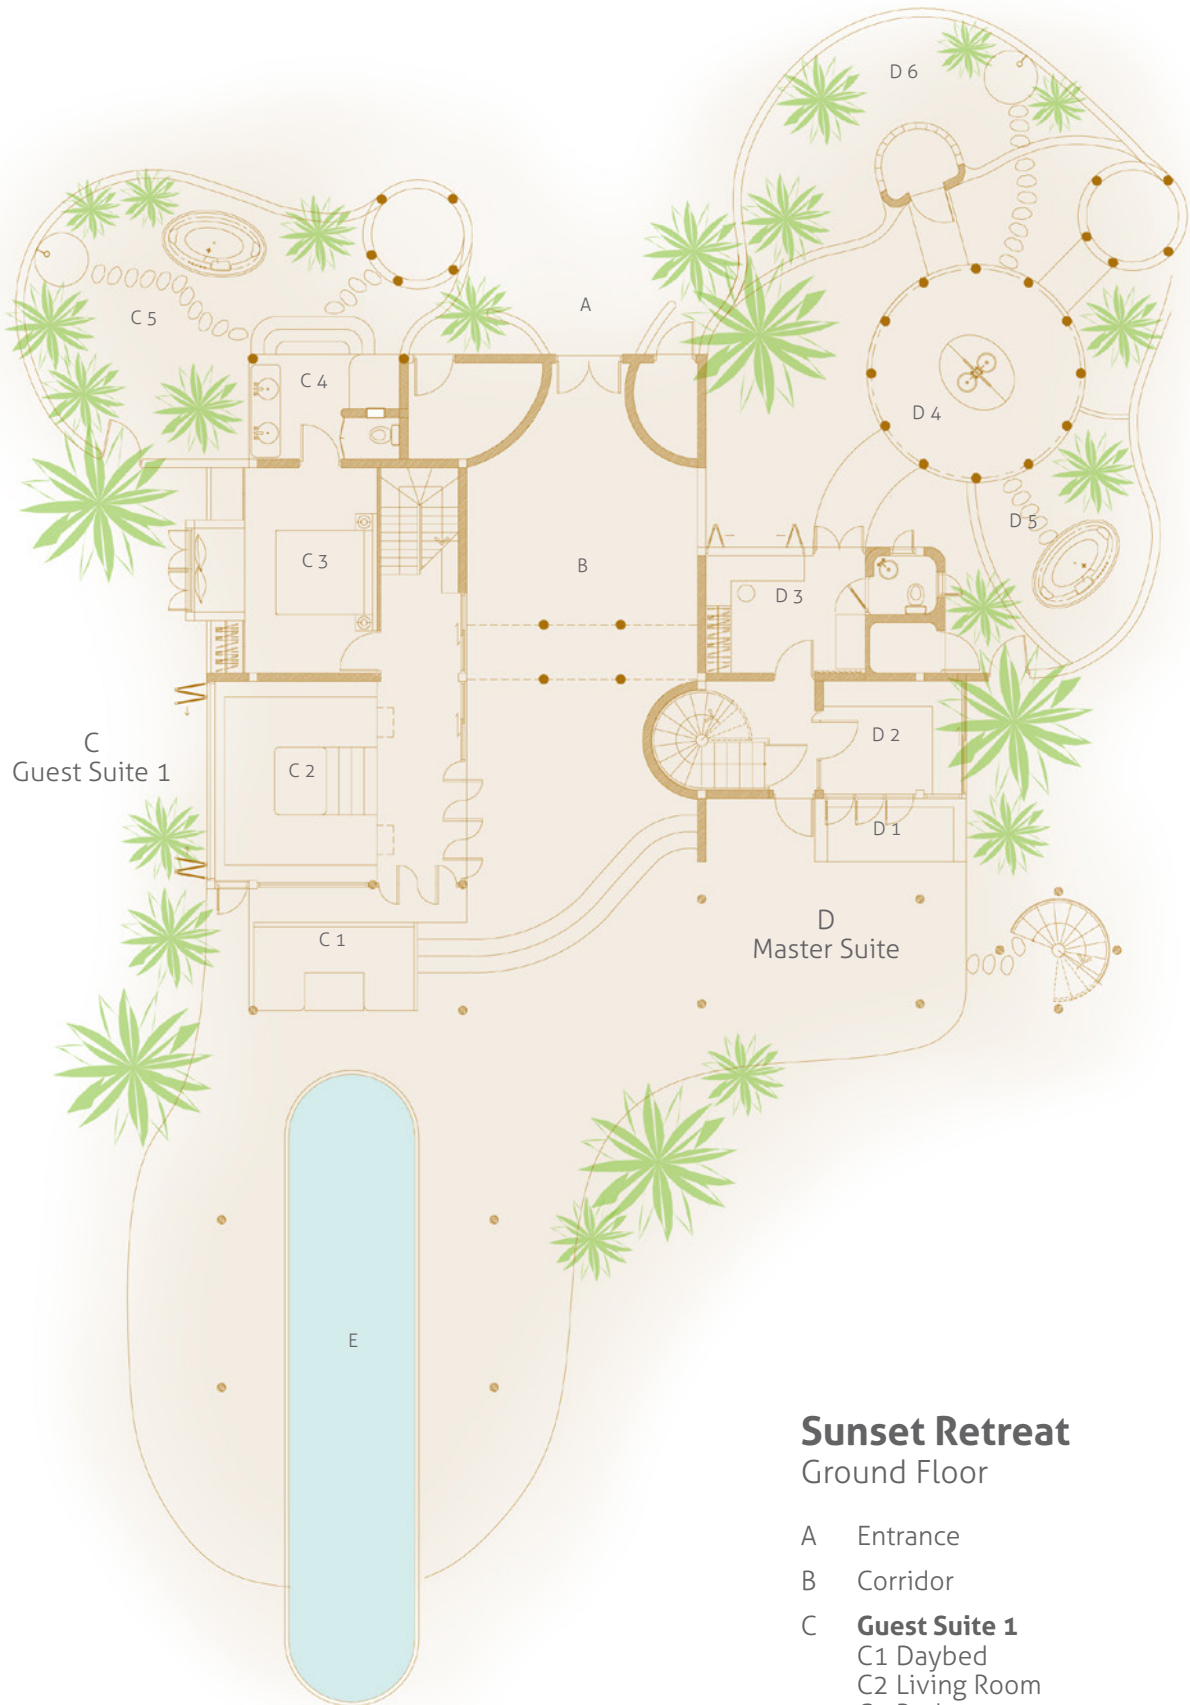 D 6
A
C 5
C 4
D 4
D 5
C 3
B
D 3
C
Guest Suite 1
C 2
D 2
D 1
C 1
D
Master Suite
E
Sunset Retreat
Ground Floor
A Entrance
B Corridor
C Guest Suite 1
C1 Daybed
C2 Living Room